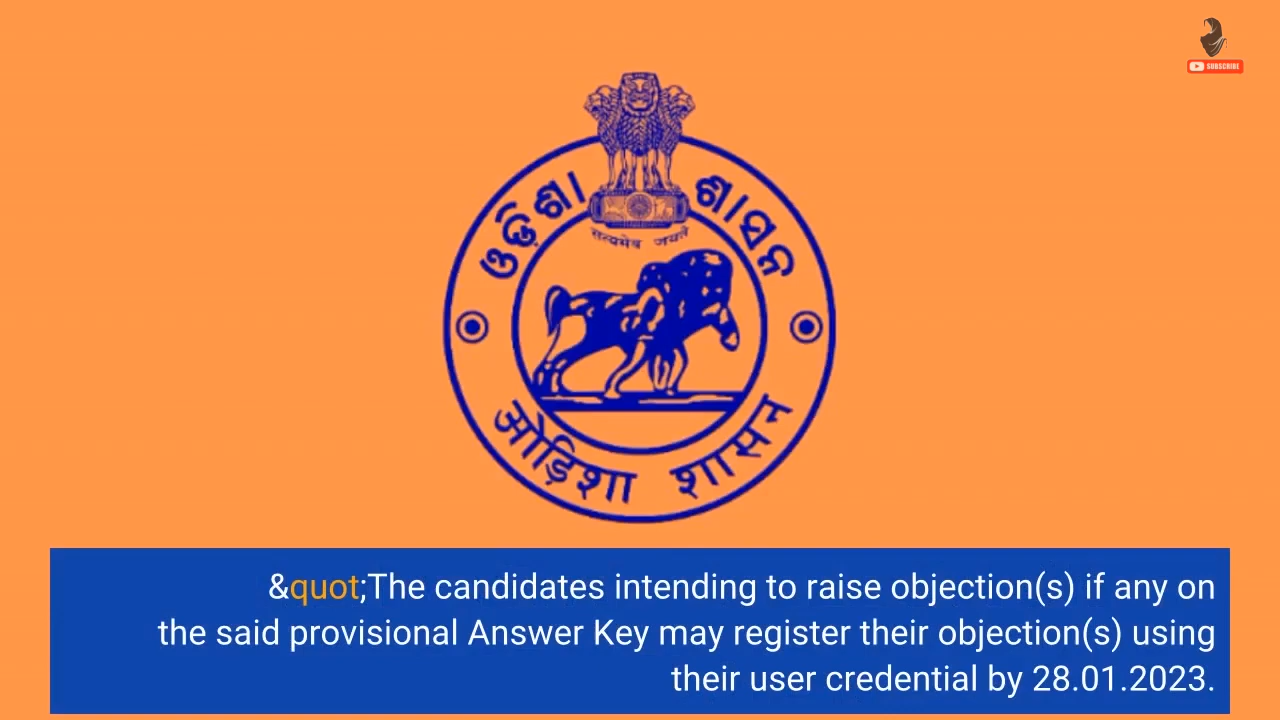 SUBSCRIBE
ଓଡ଼ିଶା ଶାସନ
सत्यमेव जयते
ओड़िशा शासन
&quot;The candidates intending to raise objection(s) if any on
the said provisional Answer Key may register their objection(s) using
their user credential by 28.01.2023.